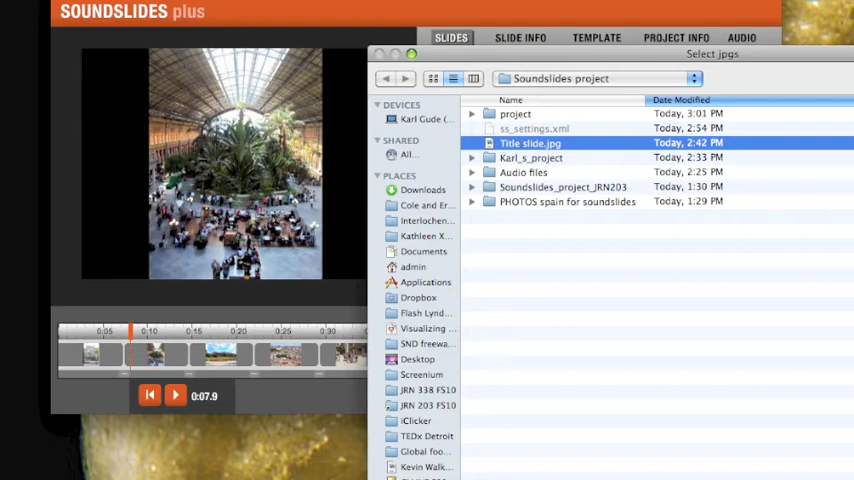 SOUNDSLIDES plus
SLIDES SLIDE INFO TEMPLATE PROJECT INFO AUDIO
Select jpgs
Soundslides project
Name Date Modified
DEVICES
Karl Gude (...
SHARED
All...
PLACES
Downloads
Cole and Er...
Interlochen...
Kathleen X...
Documents
admin
Applications
Dropbox
Flash Lynd...
Visualizing ...
SND freewa...
Desktop
Screenium
JRN 338 FS10
JRN 203 FS10
iClicker
TEDx Detroit
Global foo...
Kevin Walk...
project Today, 3:01 PM
ss_settings.xml Today, 2:54 PM
Title slide.jpg Today, 2:42 PM
Karl_s_project Today, 2:33 PM
Audio files Today, 2:25 PM
Soundslides_project_JRN203 Today, 1:30 PM
PHOTOS spain for soundslides Today, 1:29 PM
0:05 0:10 0:15 0:20 0:25 0:30
0:07.9